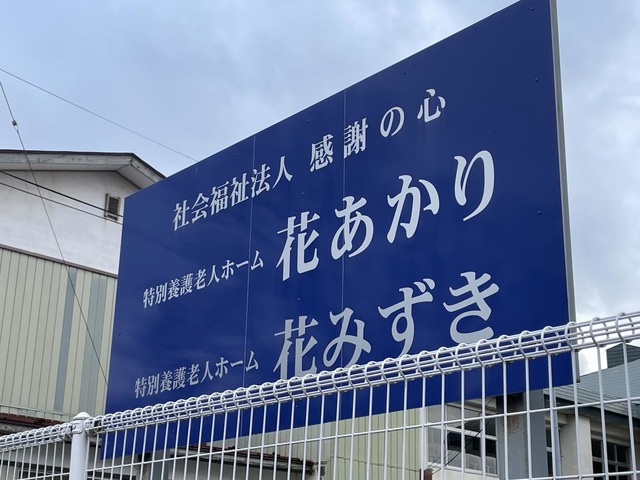 社会福祉法人 感謝の心
特別養護老人ホーム 花あかり
特別養護老人ホーム 花みずき